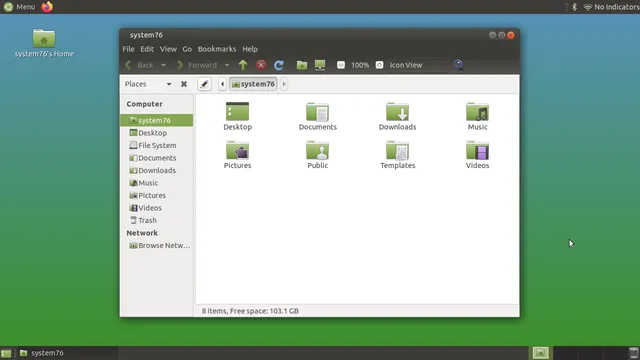 Menu No Indicators
system76's Home
system76
File Edit View Go Bookmarks Help
Back Forward 100% Icon View
Places system76
Computer
system76
Desktop
File System
Documents
Downloads
Music
Pictures
Videos
Trash
Network
Browse Netw...
Desktop Documents Downloads Music
Pictures Public Templates Videos
8 items, Free space: 103.1 GB
system76